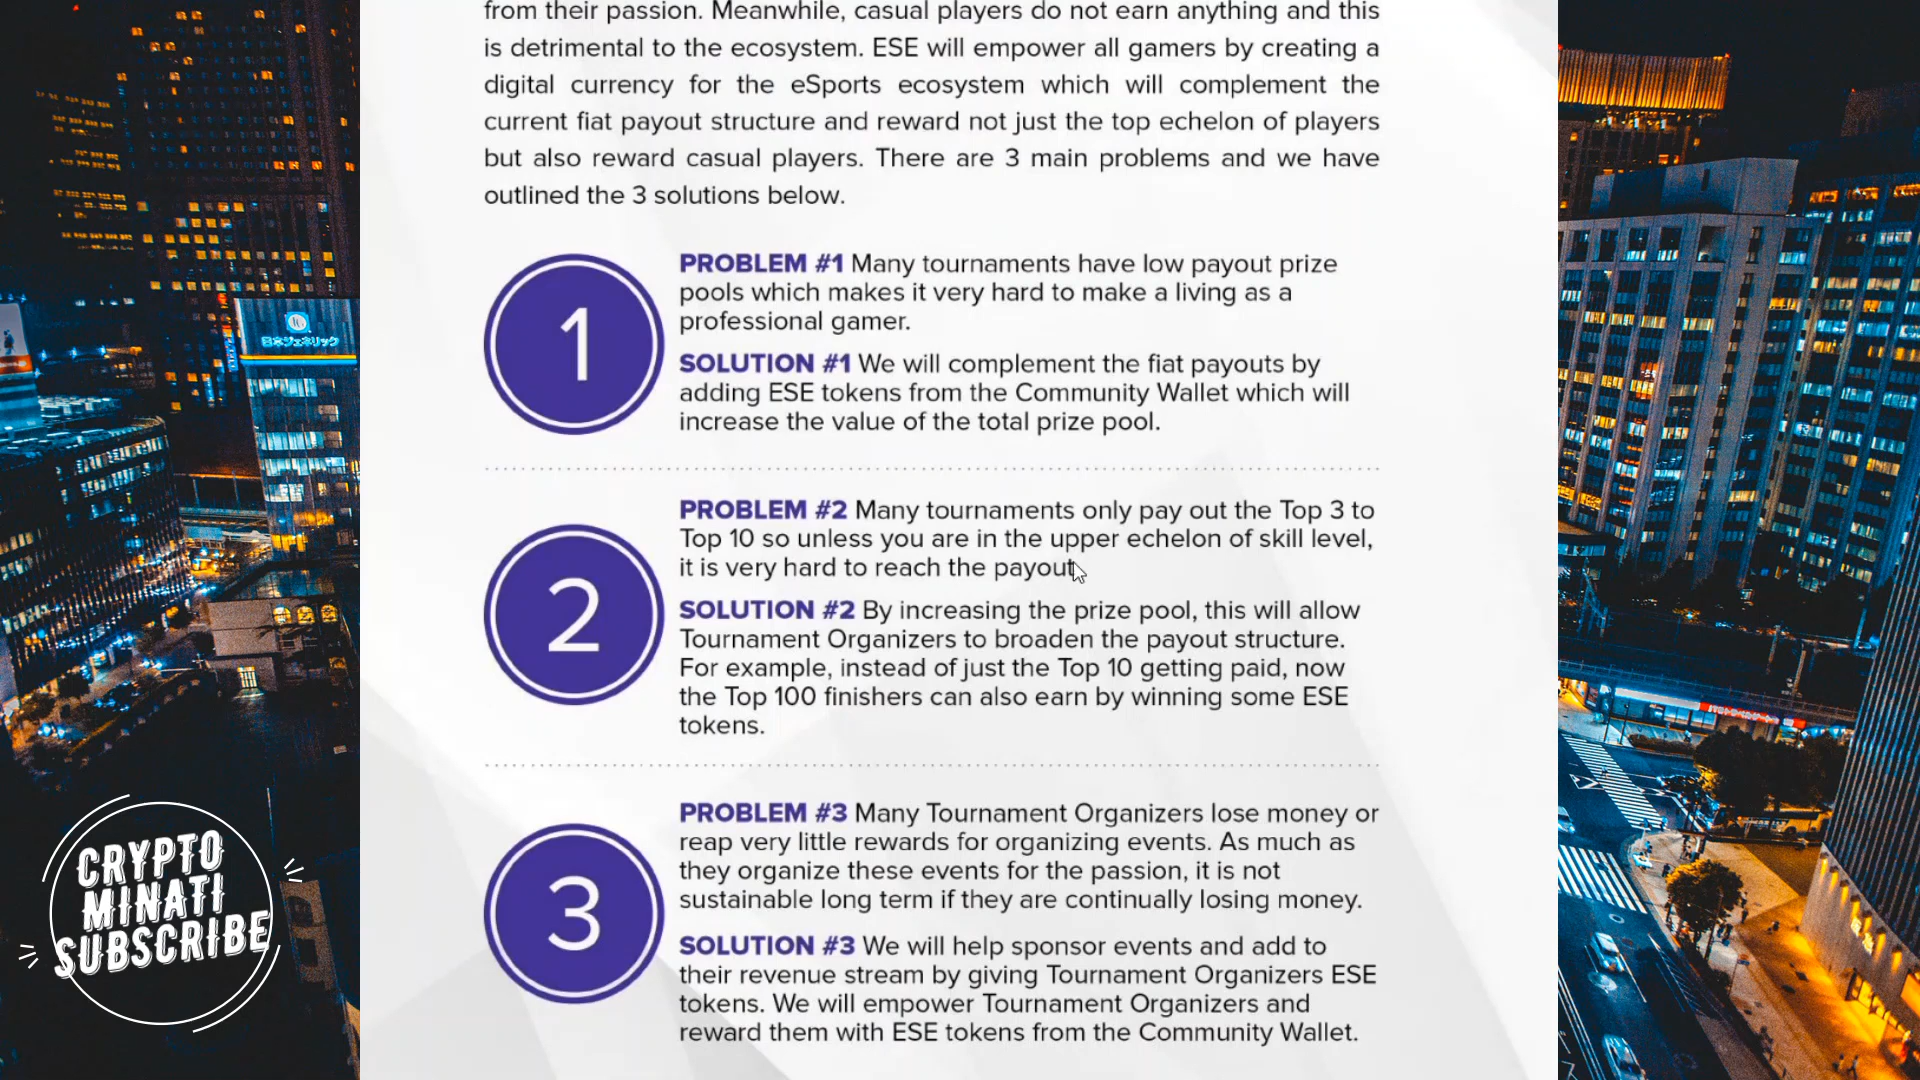 from their passion. Meanwhile, casual players do not earn anything and this
is detrimental to the ecosystem. ESE will empower all gamers by creating a
digital currency for the eSports ecosystem which will complement the
current fiat payout structure and reward not just the top echelon of players
but also reward casual players. There are 3 main problems and we have
outlined the 3 solutions below.
1
PROBLEM #1 Many tournaments have low payout prize
pools which makes it very hard to make a living as a
professional gamer.
SOLUTION #1 We will complement the fiat payouts by
adding ESE tokens from the Community Wallet which will
increase the value of the total prize pool.
2
PROBLEM #2 Many tournaments only pay out the Top 3 to
Top 10 so unless you are in the upper echelon of skill level,
it is very hard to reach the payout.
SOLUTION #2 By increasing the prize pool, this will allow
Tournament Organizers to broaden the payout structure.
For example, instead of just the Top 10 getting paid, now
the Top 100 finishers can also earn by winning some ESE
tokens.
3
PROBLEM #3 Many Tournament Organizers lose money or
reap very little rewards for organizing events. As much as
they organize these events for the passion, it is not
sustainable long term if they are continually losing money.
SOLUTION #3 We will help sponsor events and add to
their revenue stream by giving Tournament Organizers ESE
tokens. We will empower Tournament Organizers and
reward them with ESE tokens from the Community Wallet.
日本ジェネリック
CRYPTO
MINATI
SUBSCRIBE